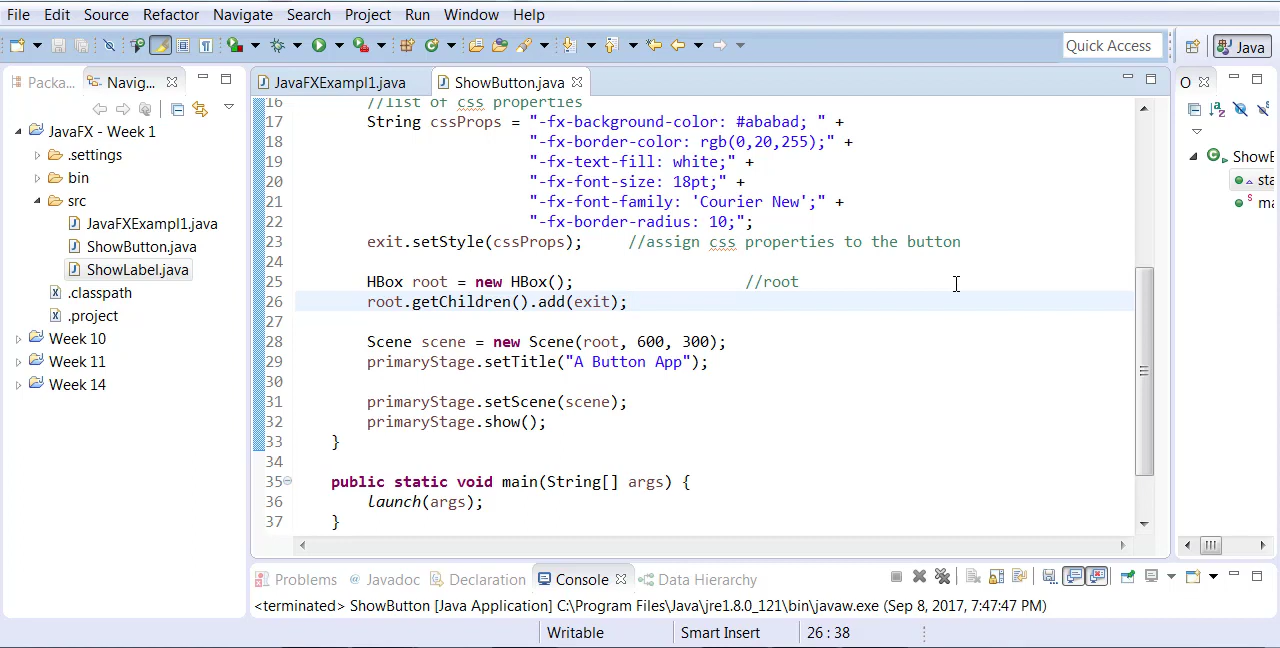 File Edit Source Refactor Navigate Search Project Run Window Help
Quick Access
Java
Packa...
Navig...
JavaFX - Week 1
.settings
bin
src
JavaFXExampl1.java
ShowButton.java
ShowLabel.java
.classpath
.project
Week 10
Week 11
Week 14
JavaFXExampl1.java
ShowButton.java
16 //list of css properties
17 String cssProps = "-fx-background-color: #ababad; " +
18 "-fx-border-color: rgb(0,20,255);" +
19 "-fx-text-fill: white;" +
20 "-fx-font-size: 18pt;" +
21 "-fx-font-family: 'Courier New';" +
22 "-fx-border-radius: 10;";
23 exit.setStyle(cssProps); //assign css properties to the button
24
25 HBox root = new HBox(); //root
26 root.getChildren().add(exit);
27
28 Scene scene = new Scene(root, 600, 300);
29 primaryStage.setTitle("A Button App");
30
31 primaryStage.setScene(scene);
32 primaryStage.show();
33 }
34
35 public static void main(String[] args) {
36 launch(args);
37 }
O
ShowE
sta
ma
Problems @ Javadoc Declaration Console Data Hierarchy
<terminated> ShowButton [Java Application] C:\Program Files\Java\jre1.8.0_121\bin\javaw.exe (Sep 8, 2017, 7:47:47 PM)
Writable Smart Insert 26 : 38